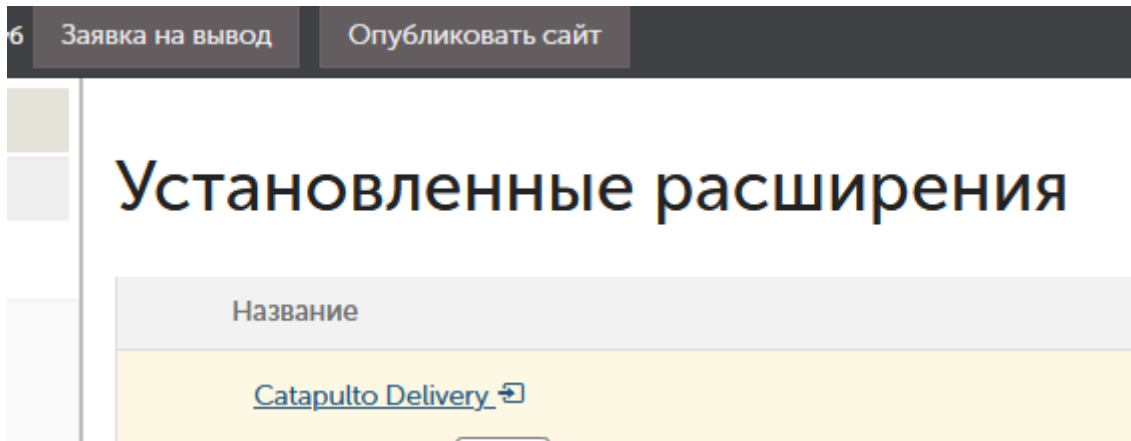 Заявка на вывод
Опубликовать сайт
Установленные расширения
Название
Catapulto Delivery